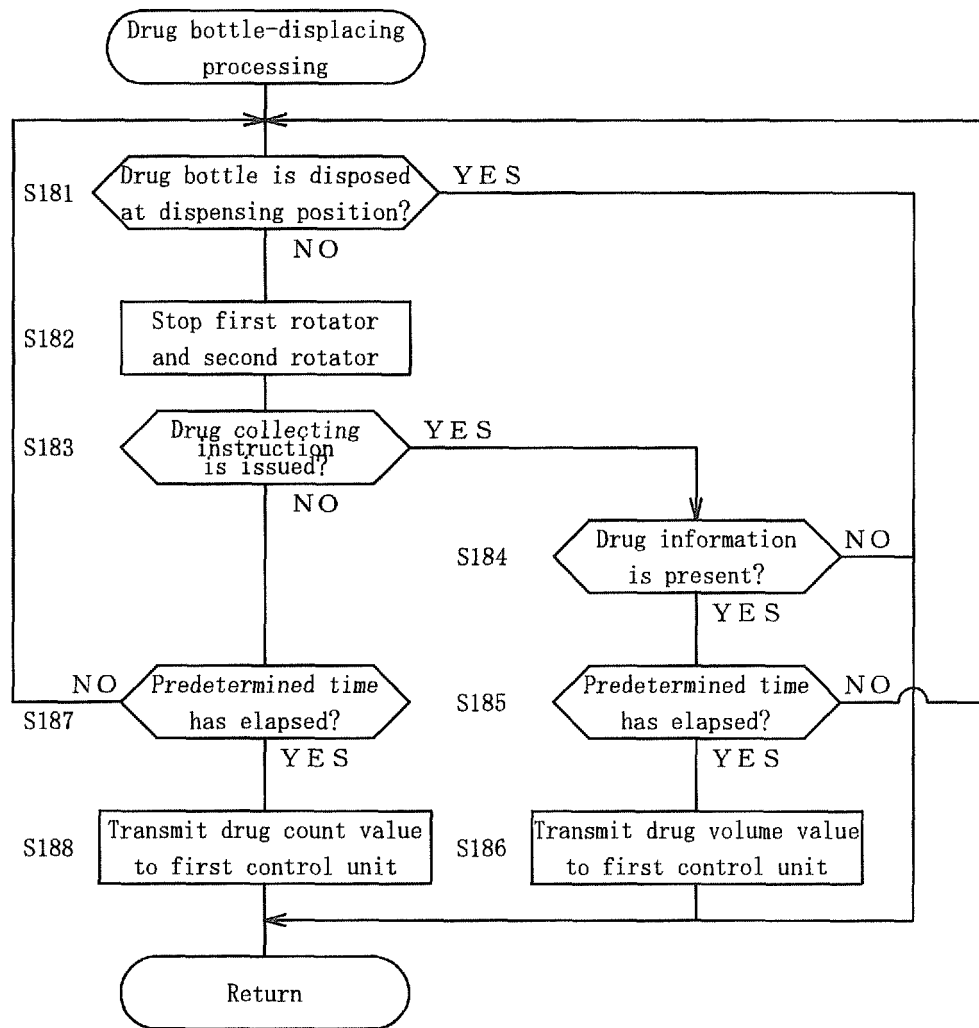 Drug bottle-displacing
processing
S181
Drug bottle is disposed
at dispensing position?
YES
NO
S182
Stop first rotator
and second rotator
S183
Drug collecting
instruction
is issued?
YES
NO
S184
Drug information
is present?
NO
YES
NO
S187
Predetermined time
has elapsed?
YES
S185
Predetermined time
has elapsed?
NO
YES
S188
Transmit drug count value
to first control unit
S186
Transmit drug volume value
to first control unit
Return